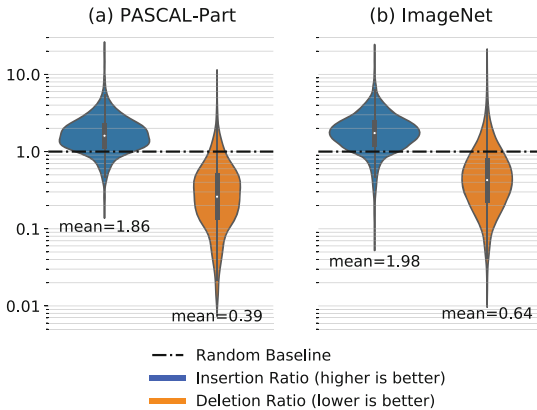 (a) PASCAL-Part
(b) ImageNet
10.0
1.0
0.1
0.01
mean=1.86
mean=0.39
mean=1.98
mean=0.64
Random Baseline
Insertion Ratio (higher is better)
Deletion Ratio (lower is better)